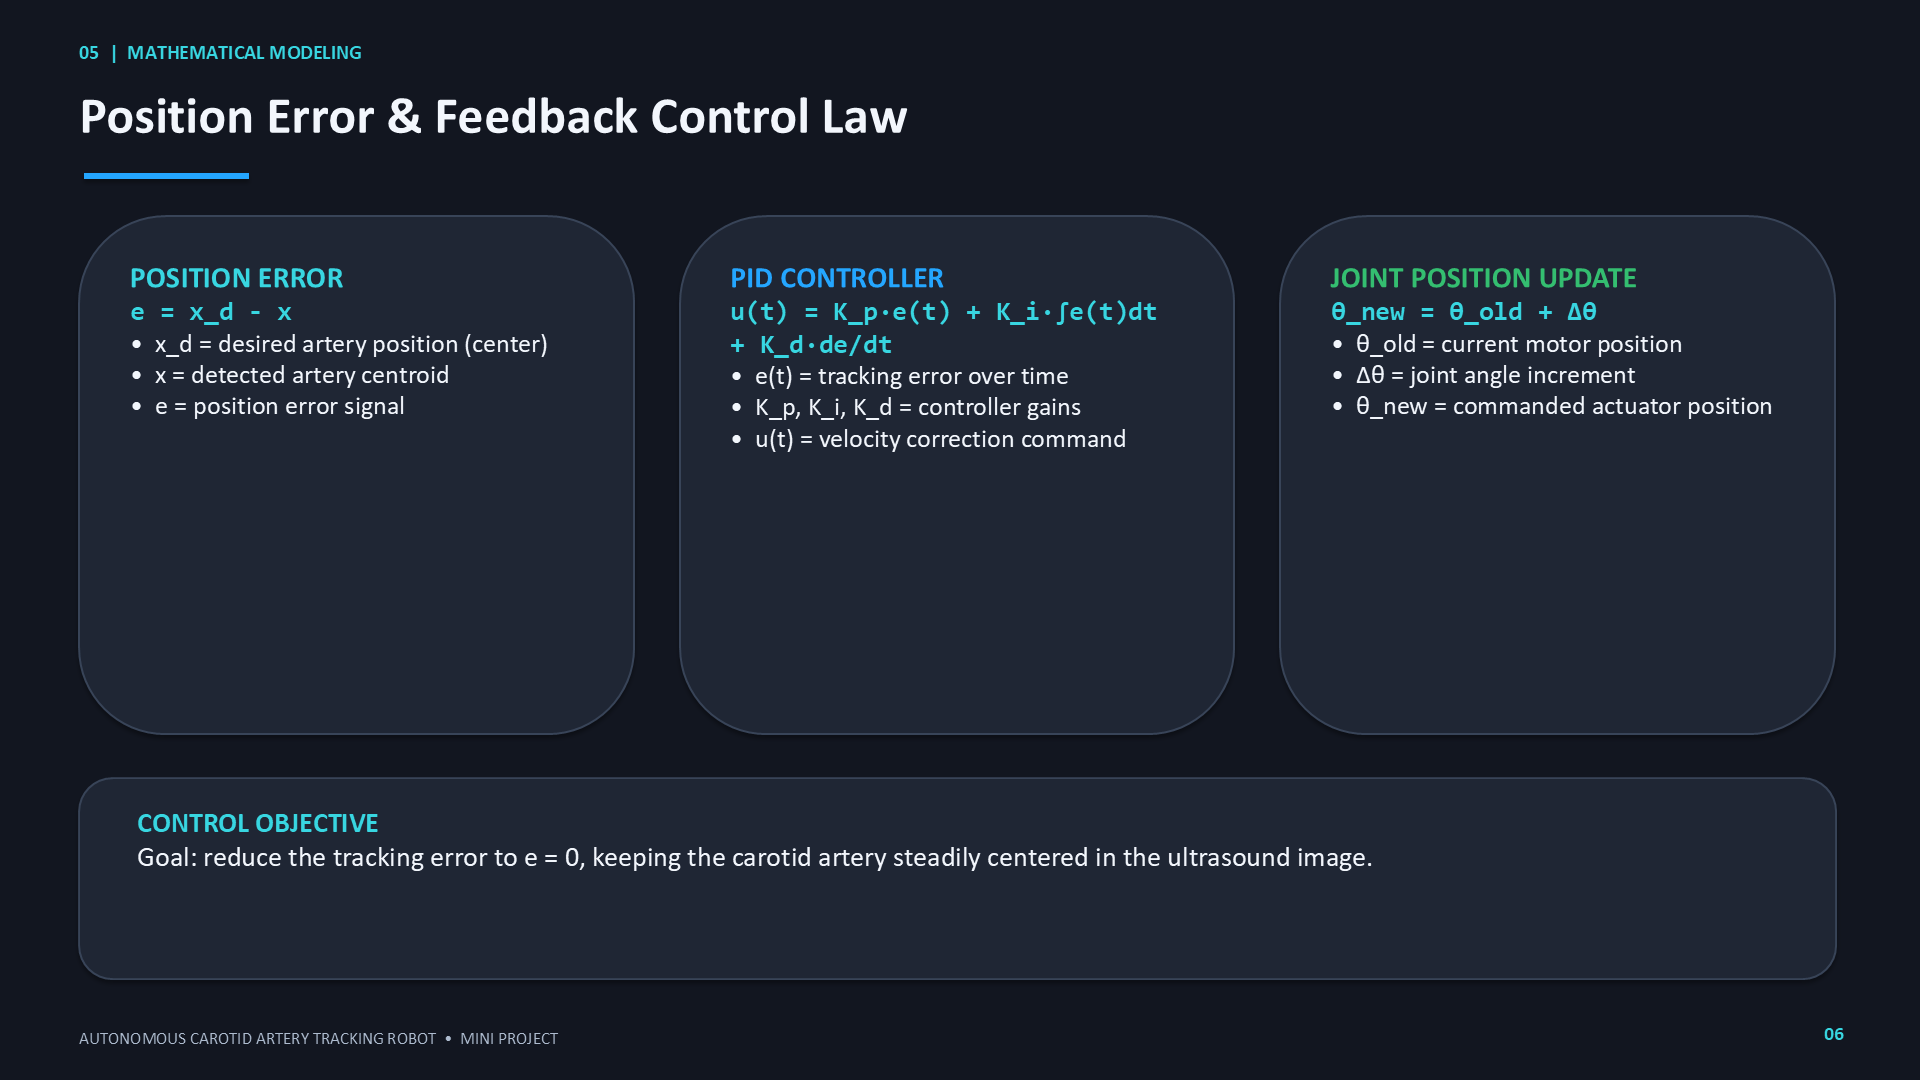 05 | MATHEMATICAL MODELING
Position Error & Feedback Control Law
POSITION ERROR
e = x_d - x
• x_d = desired artery position (center)
• x = detected artery centroid
• e = position error signal
PID CONTROLLER
u(t) = K_p·e(t) + K_i·∫e(t)dt
+ K_d·de/dt
• e(t) = tracking error over time
• K_p, K_i, K_d = controller gains
• u(t) = velocity correction command
JOINT POSITION UPDATE
θ_new = θ_old + Δθ
• θ_old = current motor position
• Δθ = joint angle increment
• θ_new = commanded actuator position
CONTROL OBJECTIVE
Goal: reduce the tracking error to e = 0, keeping the carotid artery steadily centered in the ultrasound image.
AUTONOMOUS CAROTID ARTERY TRACKING ROBOT • MINI PROJECT
06